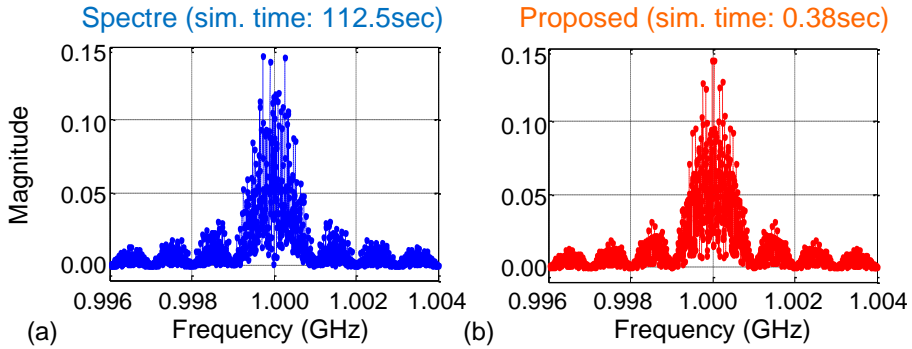 Spectre (sim. time: 112.5sec)
Proposed (sim. time: 0.38sec)
Magnitude
0.15
0.10
0.05
0.00
0.996 0.998 1.000 1.002 1.004
(a) Frequency (GHz)
0.15
0.10
0.05
0.00
0.996 0.998 1.000 1.002 1.004
(b) Frequency (GHz)